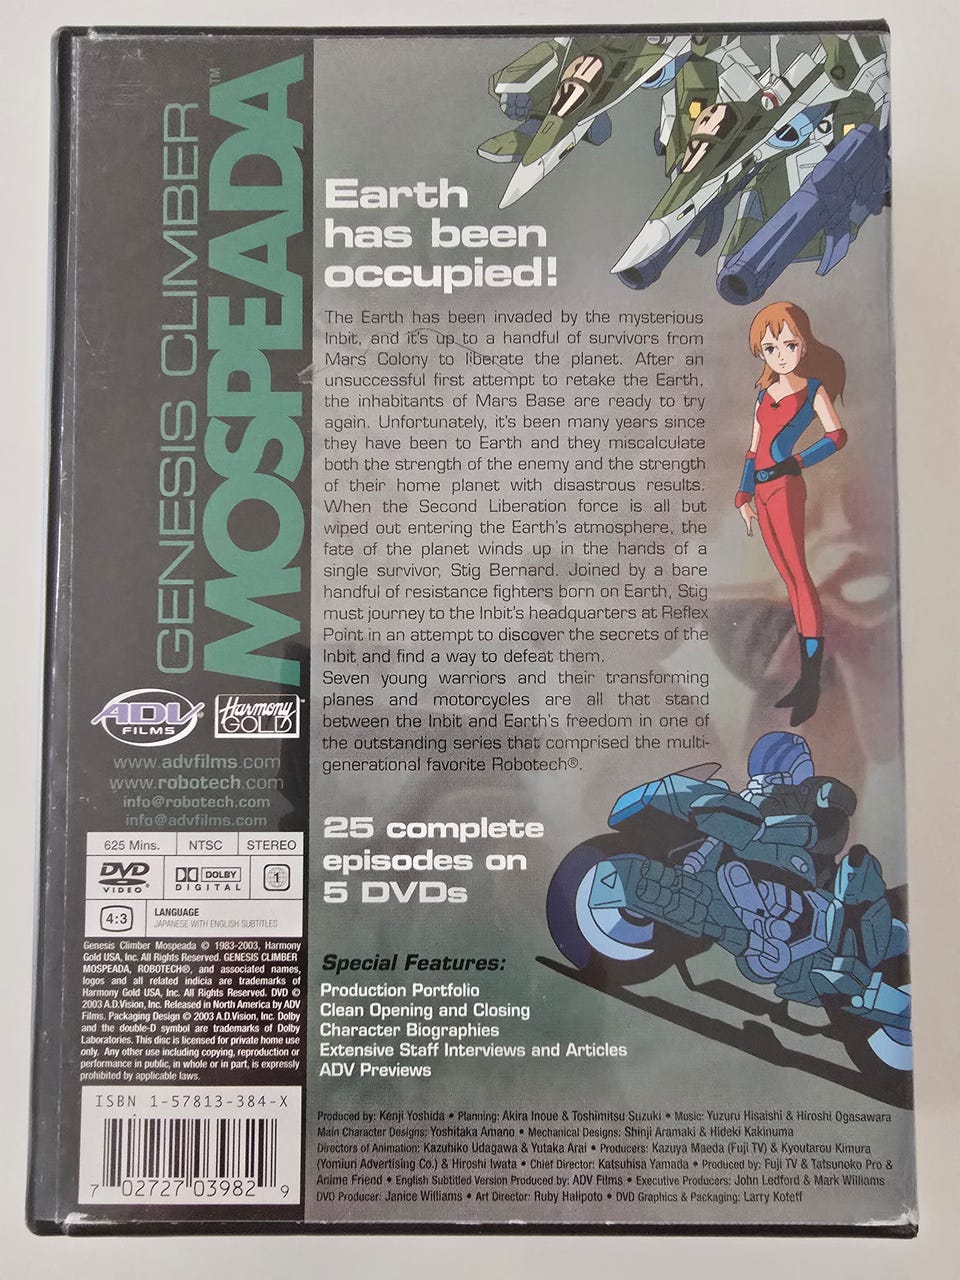 GENESIS CLIMBER
MOSPEADA™
Earth
has been
occupied!
The Earth has been invaded by the mysterious
Inbit, and it's up to a handful of survivors from
Mars Colony to liberate the planet. After an
unsuccessful first attempt to retake the Earth,
the inhabitants of Mars Base are ready to try
again. Unfortunately, it's been many years since
they have been to Earth and they miscalculate
both the strength of the enemy and the strength
of their home planet with disastrous results.
When the Second Liberation force is all but
wiped out entering the Earth's atmosphere, the
fate of the planet winds up in the hands of a
single survivor, Stig Bernard. Joined by a bare
handful of resistance fighters born on Earth, Stig
must journey to the Inbit's headquarters at Reflex
Point in an attempt to discover the secrets of the
Inbit and find a way to defeat them.
Seven young warriors and their transforming
planes and motorcycles are all that stand
between the Inbit and Earth's freedom in one of
the outstanding series that comprised the multi-
generational favorite Robotech®.
25 complete
episodes on
5 DVDs
Special Features:
Production Portfolio
Clean Opening and Closing
Character Biographies
Extensive Staff Interviews and Articles
ADV Previews
ADV®
FILMS
Harmony™
GOLD
www.advfilms.com
www.robotech.com
info@robotech.com
info@advfilms.com
625 Mins. NTSC STEREO
DVD
VIDEO™
DOLBY
DIGITAL
1
4:3
LANGUAGE
JAPANESE WITH ENGLISH SUBTITLES
Genesis Climber Mospeada © 1983-2003, Harmony
Gold USA, Inc. All Rights Reserved. GENESIS CLIMBER
MOSPEADA, ROBOTECH®, and associated names,
logos and all related indicia are trademarks of
Harmony Gold USA, Inc. All Rights Reserved. DVD ©
2003 A.D.Vision, Inc. Released in North America by ADV
Films. Packaging Design © 2003 A.D.Vision, Inc. Dolby
and the double-D symbol are trademarks of Dolby
Laboratories. This disc is licensed for private home use
only. Any other use including copying, reproduction or
performance in public, in whole or in part, is expressly
prohibited by applicable laws.
ISBN 1-57813-384-X
7 02727 03982 9
Produced by: Kenji Yoshida • Planning: Akira Inoue & Toshimitsu Suzuki • Music: Yuzuru Hisaishi & Hiroshi Ogasawara
Main Character Designs: Yoshitaka Amano • Mechanical Designs: Shinji Aramaki & Hideki Kakinuma
Directors of Animation: Kazuhiko Udagawa & Yutaka Arai • Producers: Kazuya Maeda (Fuji TV) & Kyoutarou Kimura
(Yomiuri Advertising Co.) & Hiroshi Iwata • Chief Director: Katsuhisa Yamada • Produced by: Fuji TV & Tatsunoko Pro &
Anime Friend • English Subtitled Version Produced by: ADV Films • Executive Producers: John Ledford & Mark Williams
DVD Producer: Janice Williams • Art Director: Ruby Halipoto • DVD Graphics & Packaging: Larry Koteff